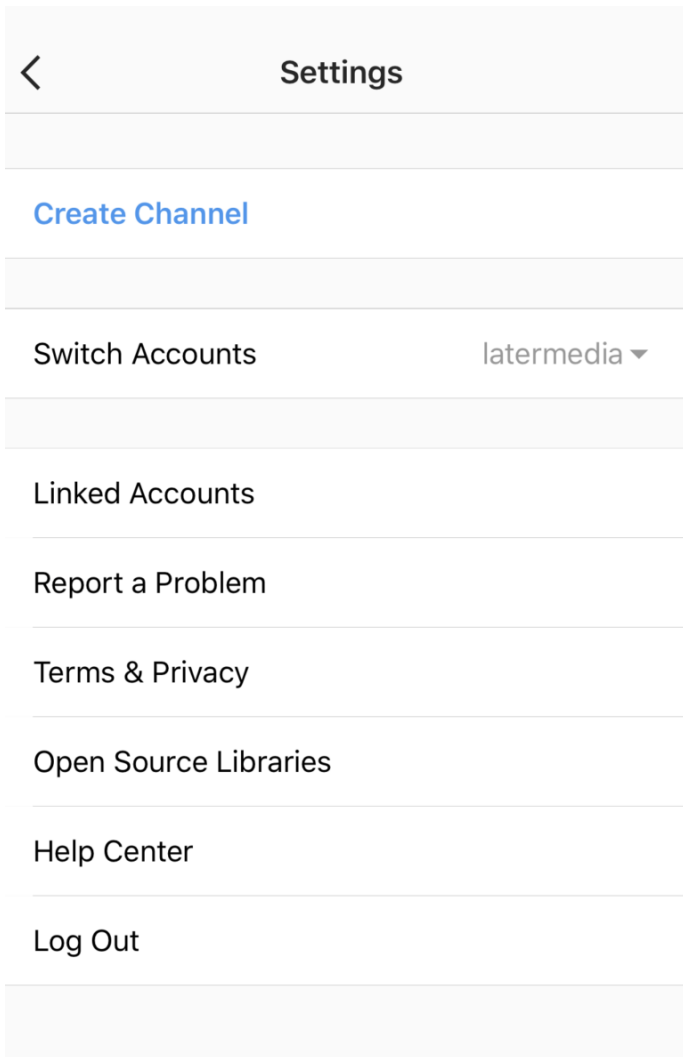 Settings
Create Channel
Switch Accounts latermedia
Linked Accounts
Report a Problem
Terms & Privacy
Open Source Libraries
Help Center
Log Out